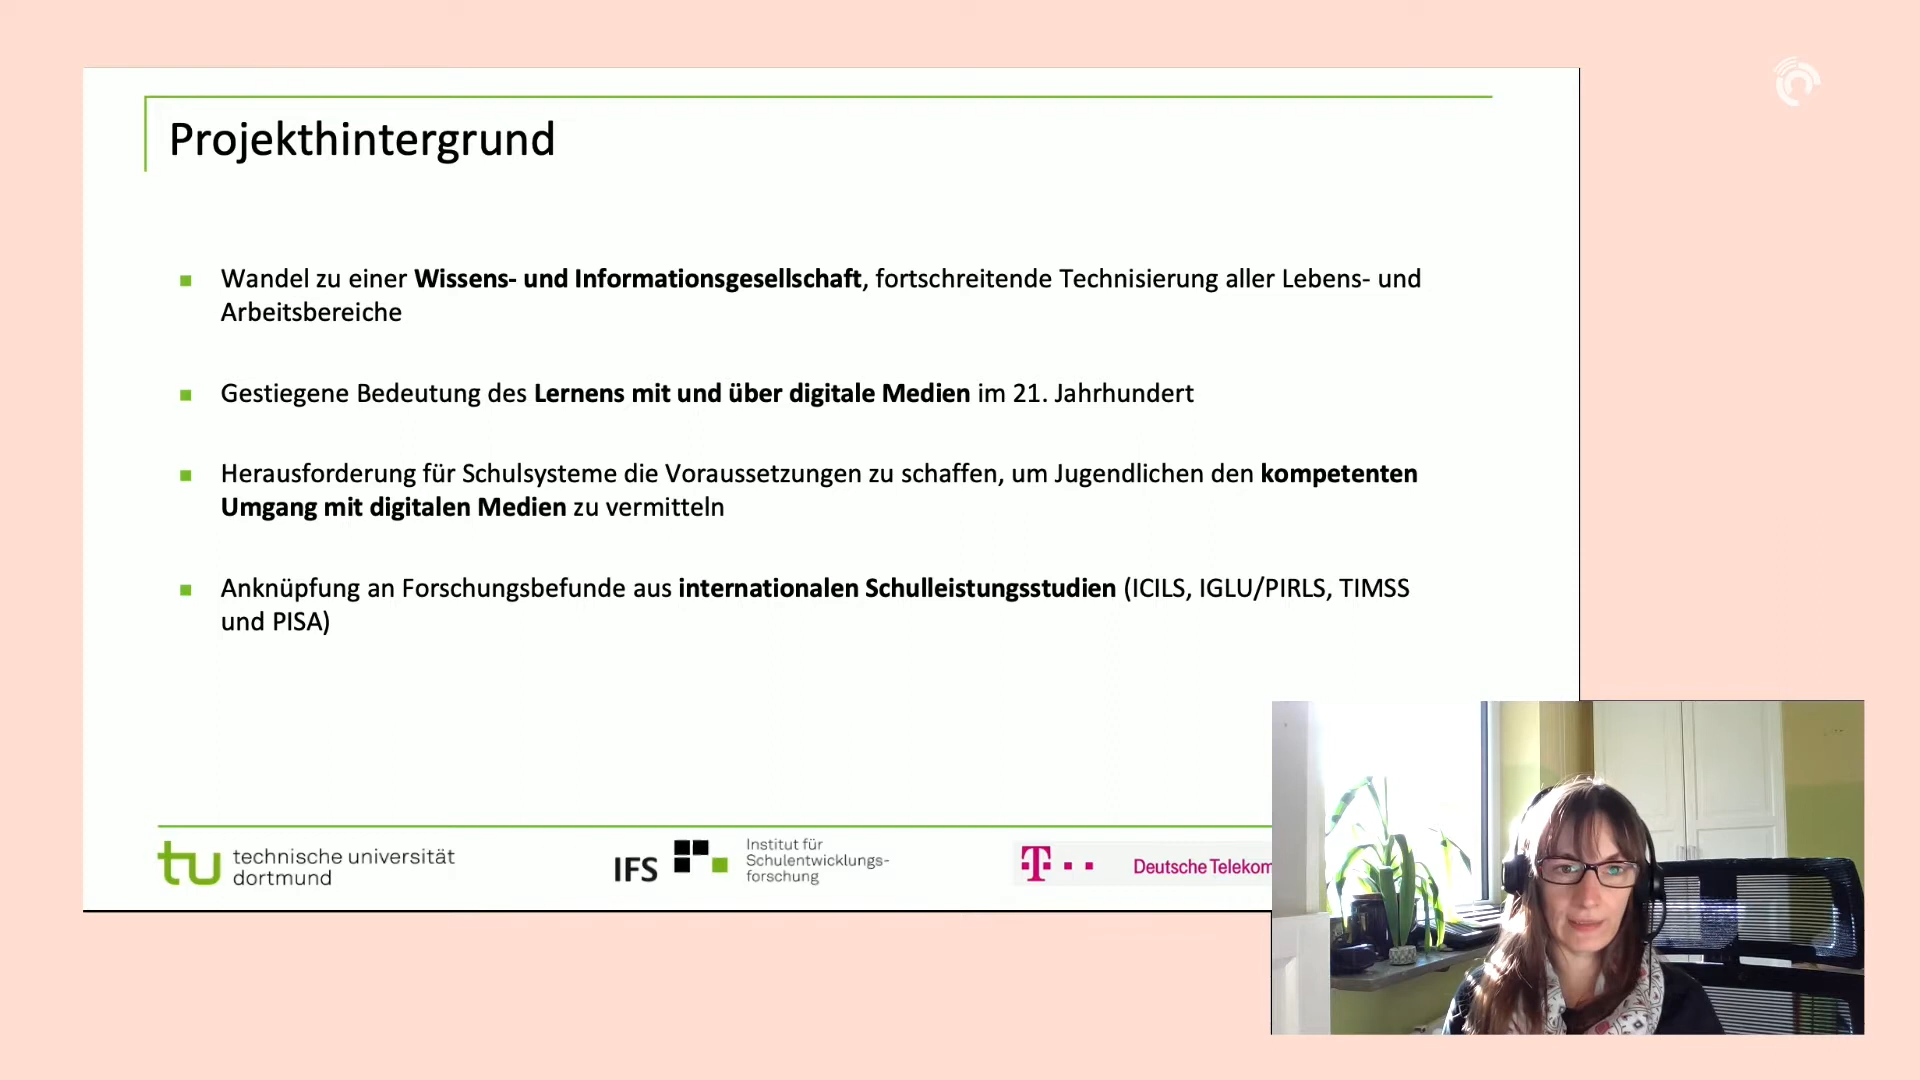 Projekthintergrund
Wandel zu einer Wissens- und Informationsgesellschaft, fortschreitende Technisierung aller Lebens- und
Arbeitsbereiche
Gestiegene Bedeutung des Lernens mit und über digitale Medien im 21. Jahrhundert
Herausforderung für Schulsysteme die Voraussetzungen zu schaffen, um Jugendlichen den kompetenten
Umgang mit digitalen Medien zu vermitteln
Anknüpfung an Forschungsbefunde aus internationalen Schulleistungsstudien (ICILS, IGLU/PIRLS, TIMSS
und PISA)
tu technische universität
dortmund
IFS
Institut für
Schulentwicklungs-
forschung
T
Deutsche Telekom